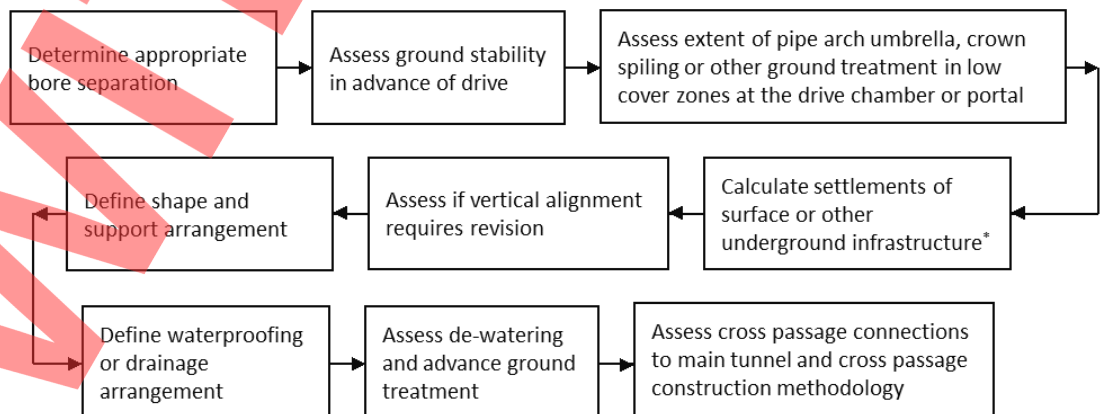 Determine appropriate
bore separation
Assess ground stability
in advance of drive
Assess extent of pipe arch umbrella, crown
spiling or other ground treatment in low
cover zones at the drive chamber or portal
Calculate settlements of
surface or other
underground infrastructure*
Assess if vertical alignment
requires revision
Define shape and
support arrangement
Define waterproofing
or drainage
arrangement
Assess de-watering
and advance ground
treatment
Assess cross passage connections
to main tunnel and cross passage
construction methodology